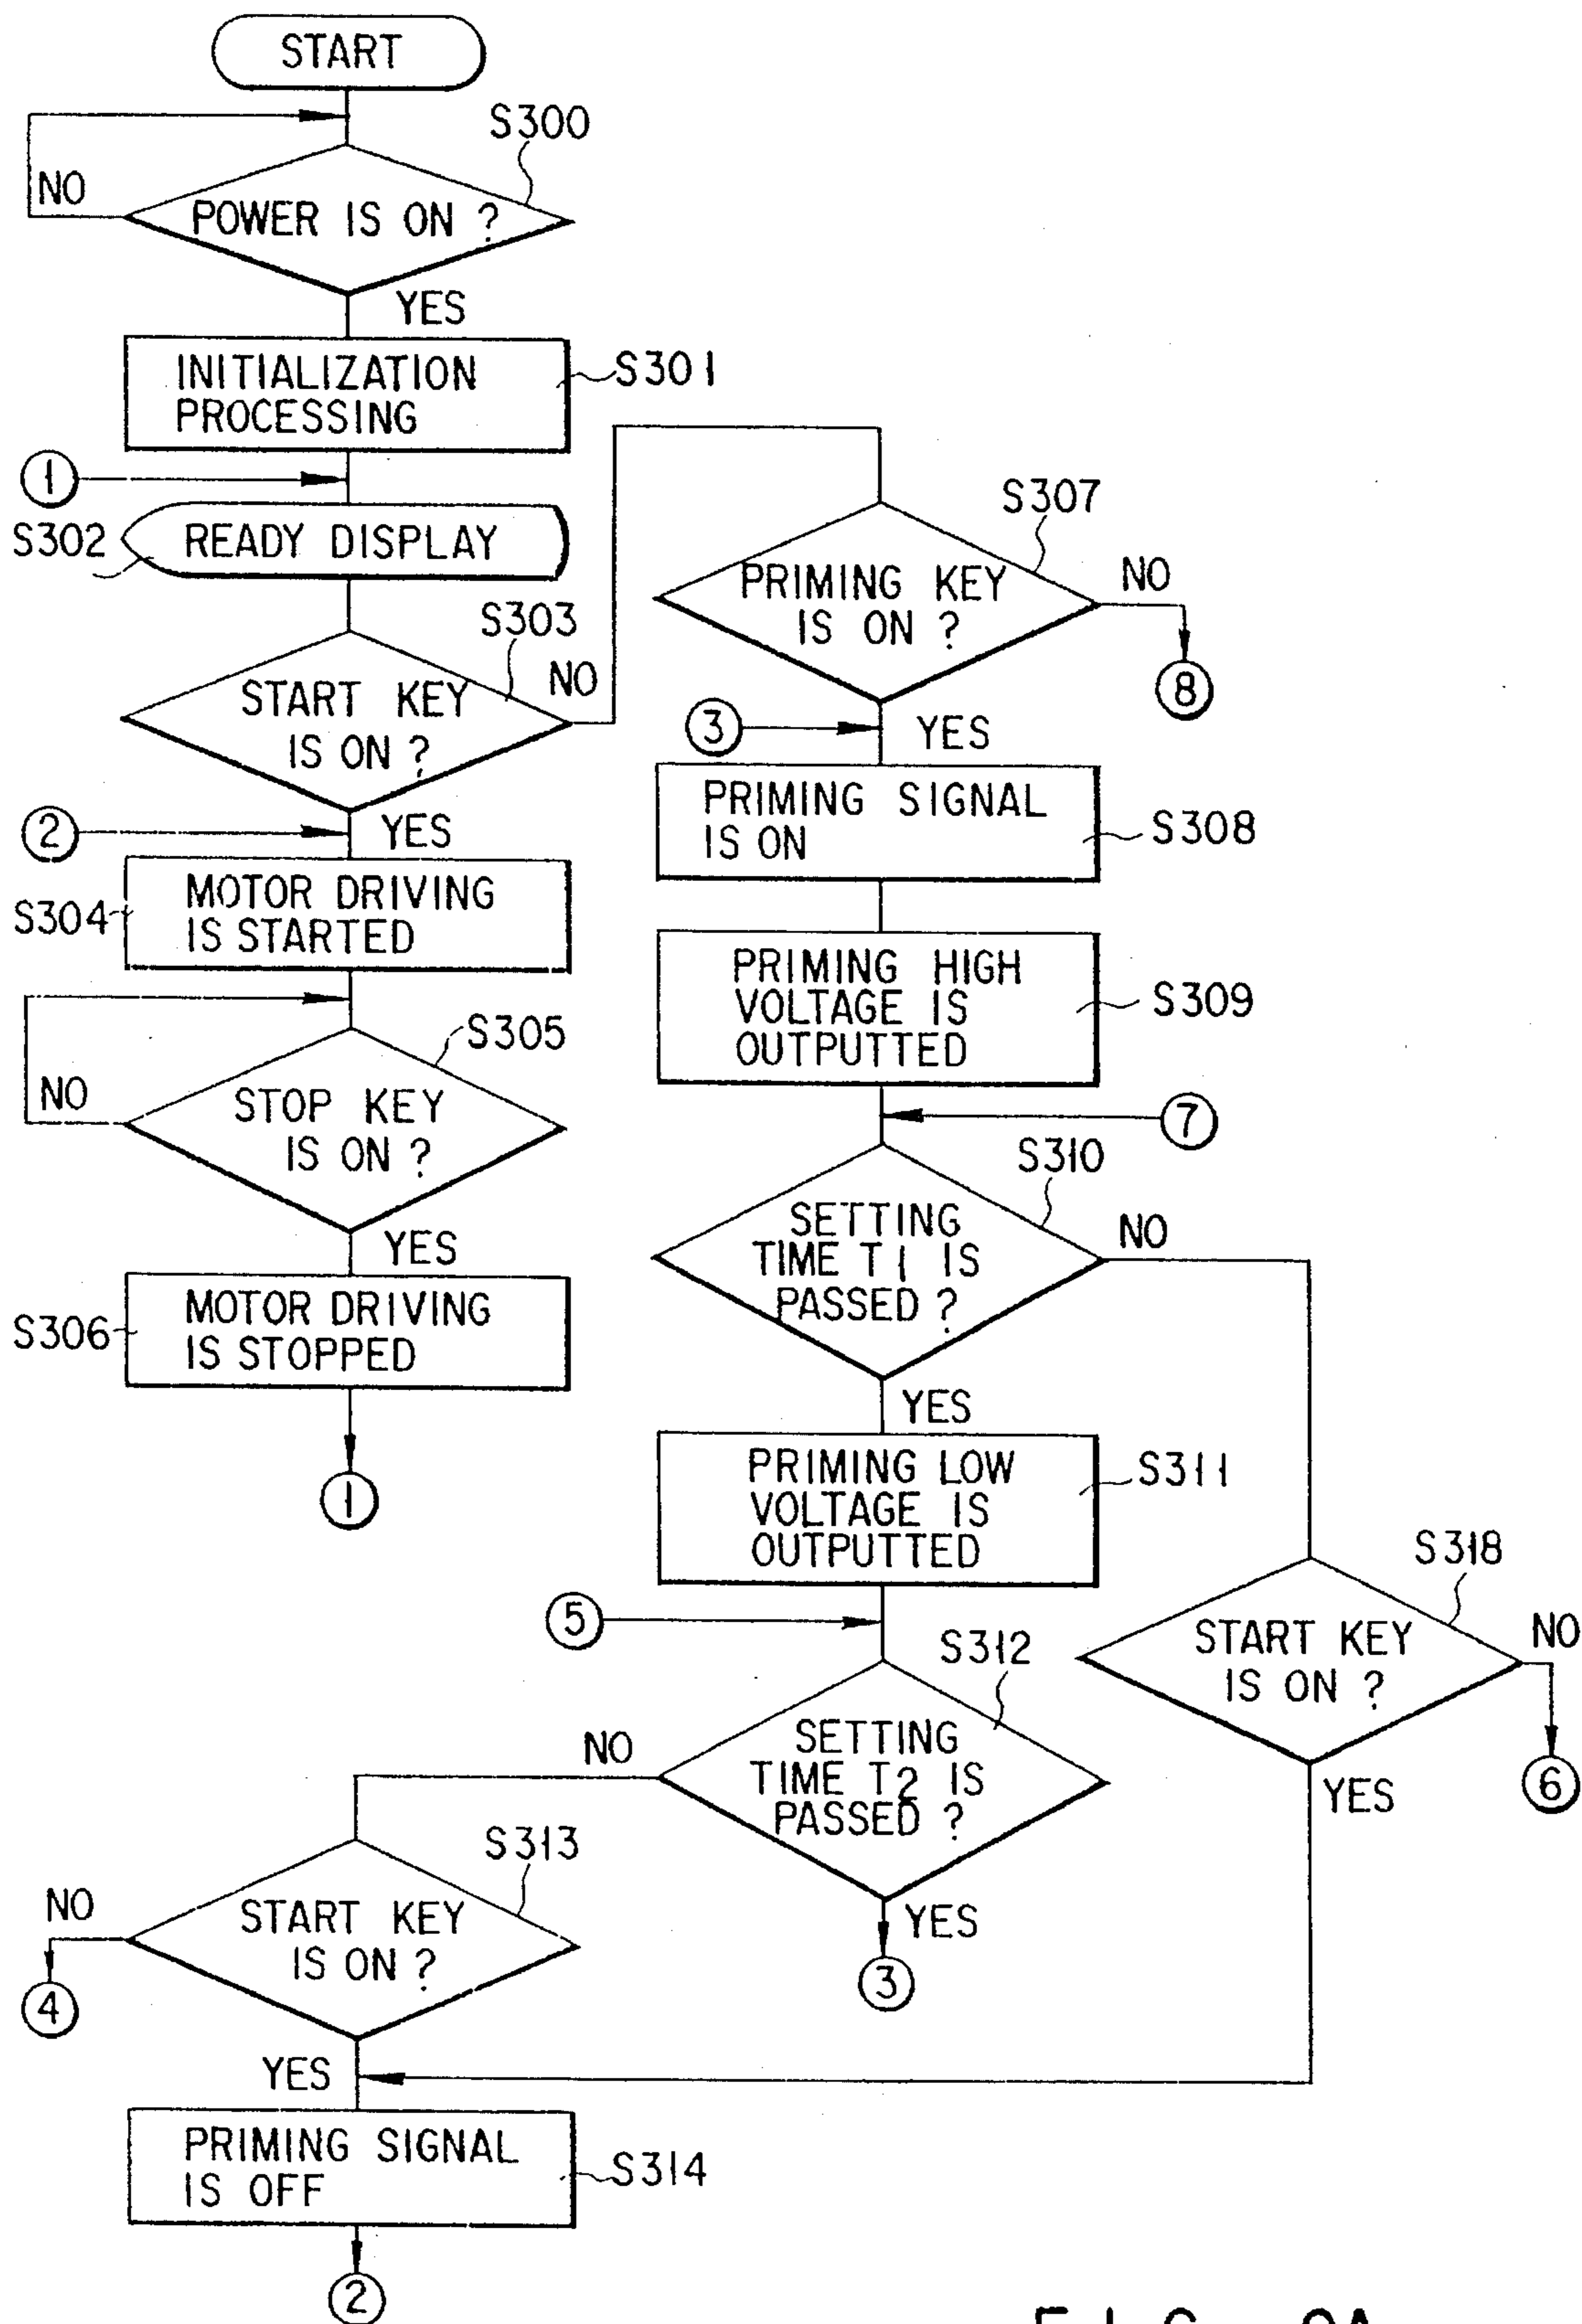 START
S300
NO
POWER IS ON ?
YES
INITIALIZATION
PROCESSING
S301
1
S302
READY DISPLAY
S303
START KEY
IS ON ?
NO
2
YES
S304
MOTOR DRIVING
IS STARTED
S305
NO
STOP KEY
IS ON ?
YES
S306
MOTOR DRIVING
IS STOPPED
1
S307
PRIMING KEY
IS ON ?
NO
8
3
YES
PRIMING SIGNAL
IS ON
S308
PRIMING HIGH
VOLTAGE IS
OUTPUTTED
S309
7
S310
SETTING
TIME T1 IS
PASSED ?
NO
YES
PRIMING LOW
VOLTAGE IS
OUTPUTTED
S311
5
S312
SETTING
TIME T2 IS
PASSED ?
NO
YES
3
S318
START KEY
IS ON ?
NO
6
YES
S313
START KEY
IS ON ?
NO
4
YES
PRIMING SIGNAL
IS OFF
S314
2